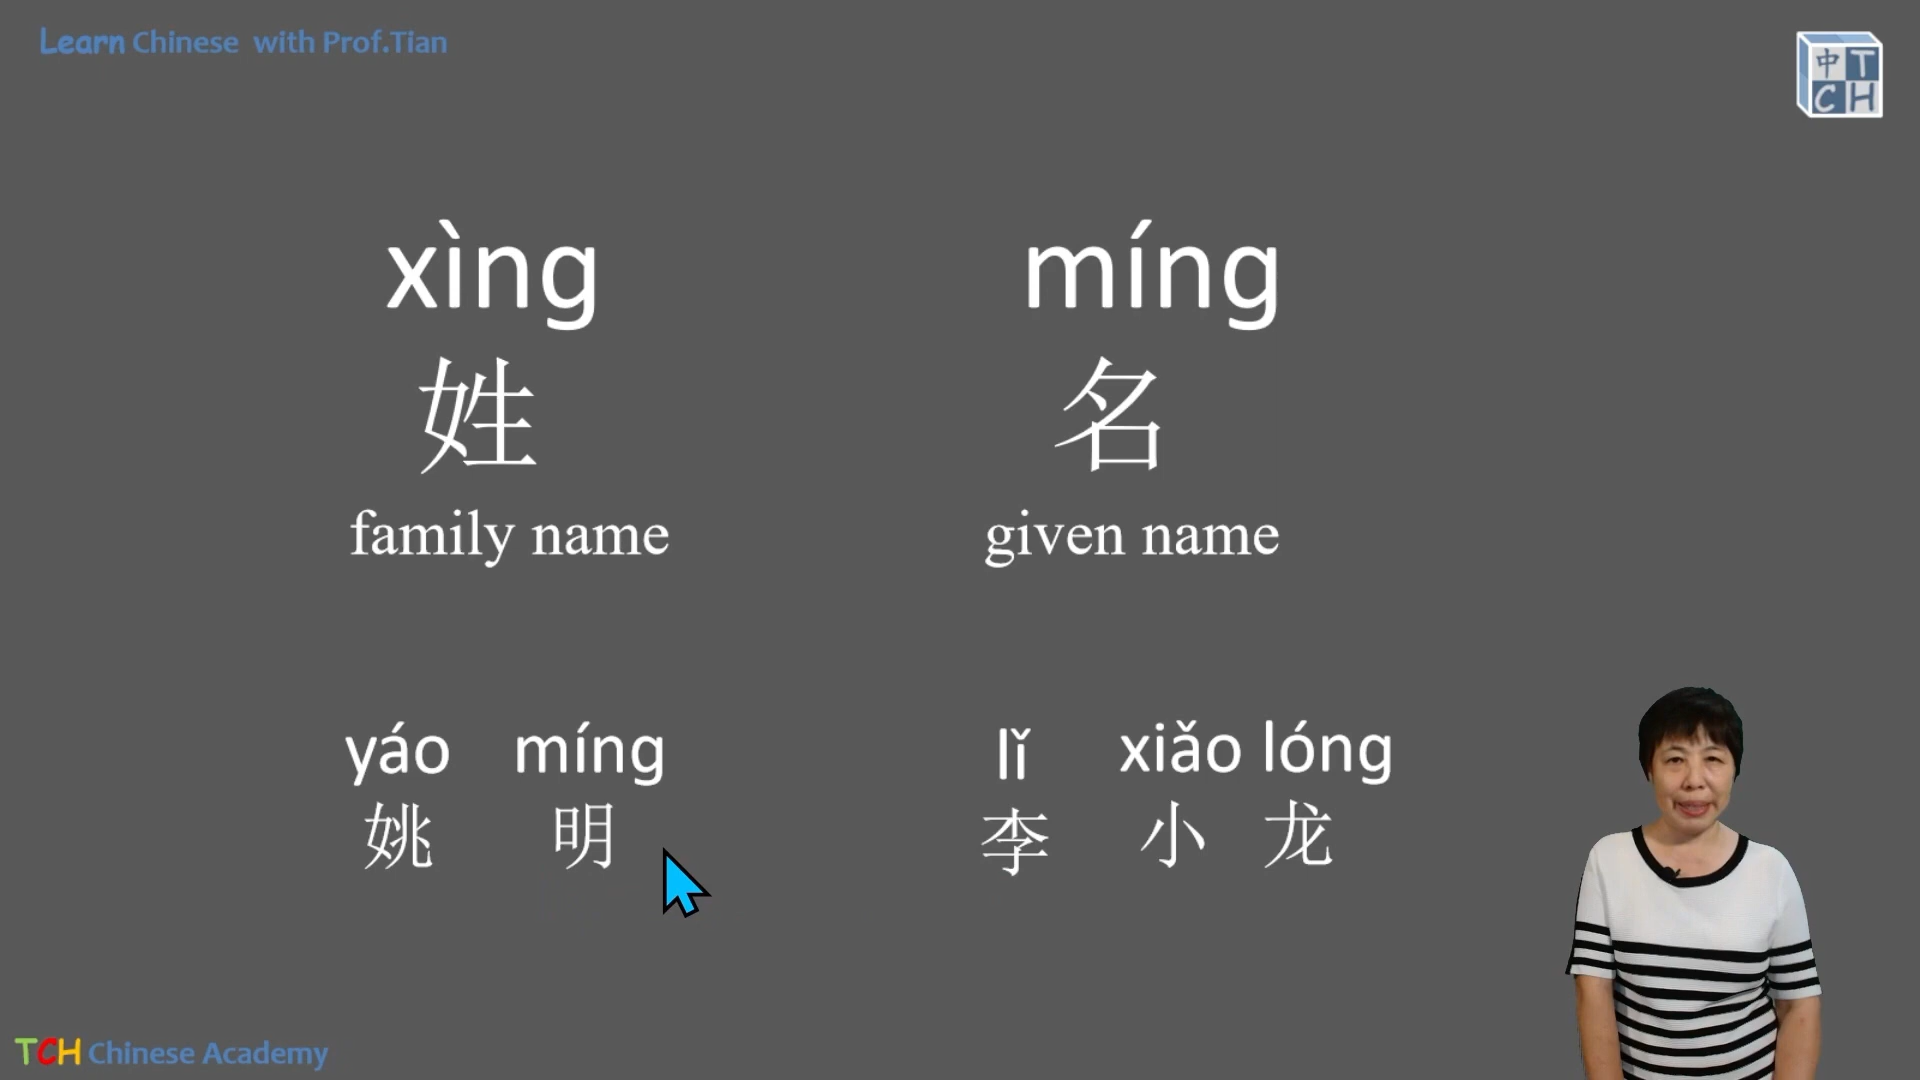 Learn Chinese with Prof.Tian
中T
CH
xìng míng
姓 名
family name given name
yáo míng lǐ xiǎo lóng
姚 明 李 小 龙
TCH Chinese Academy